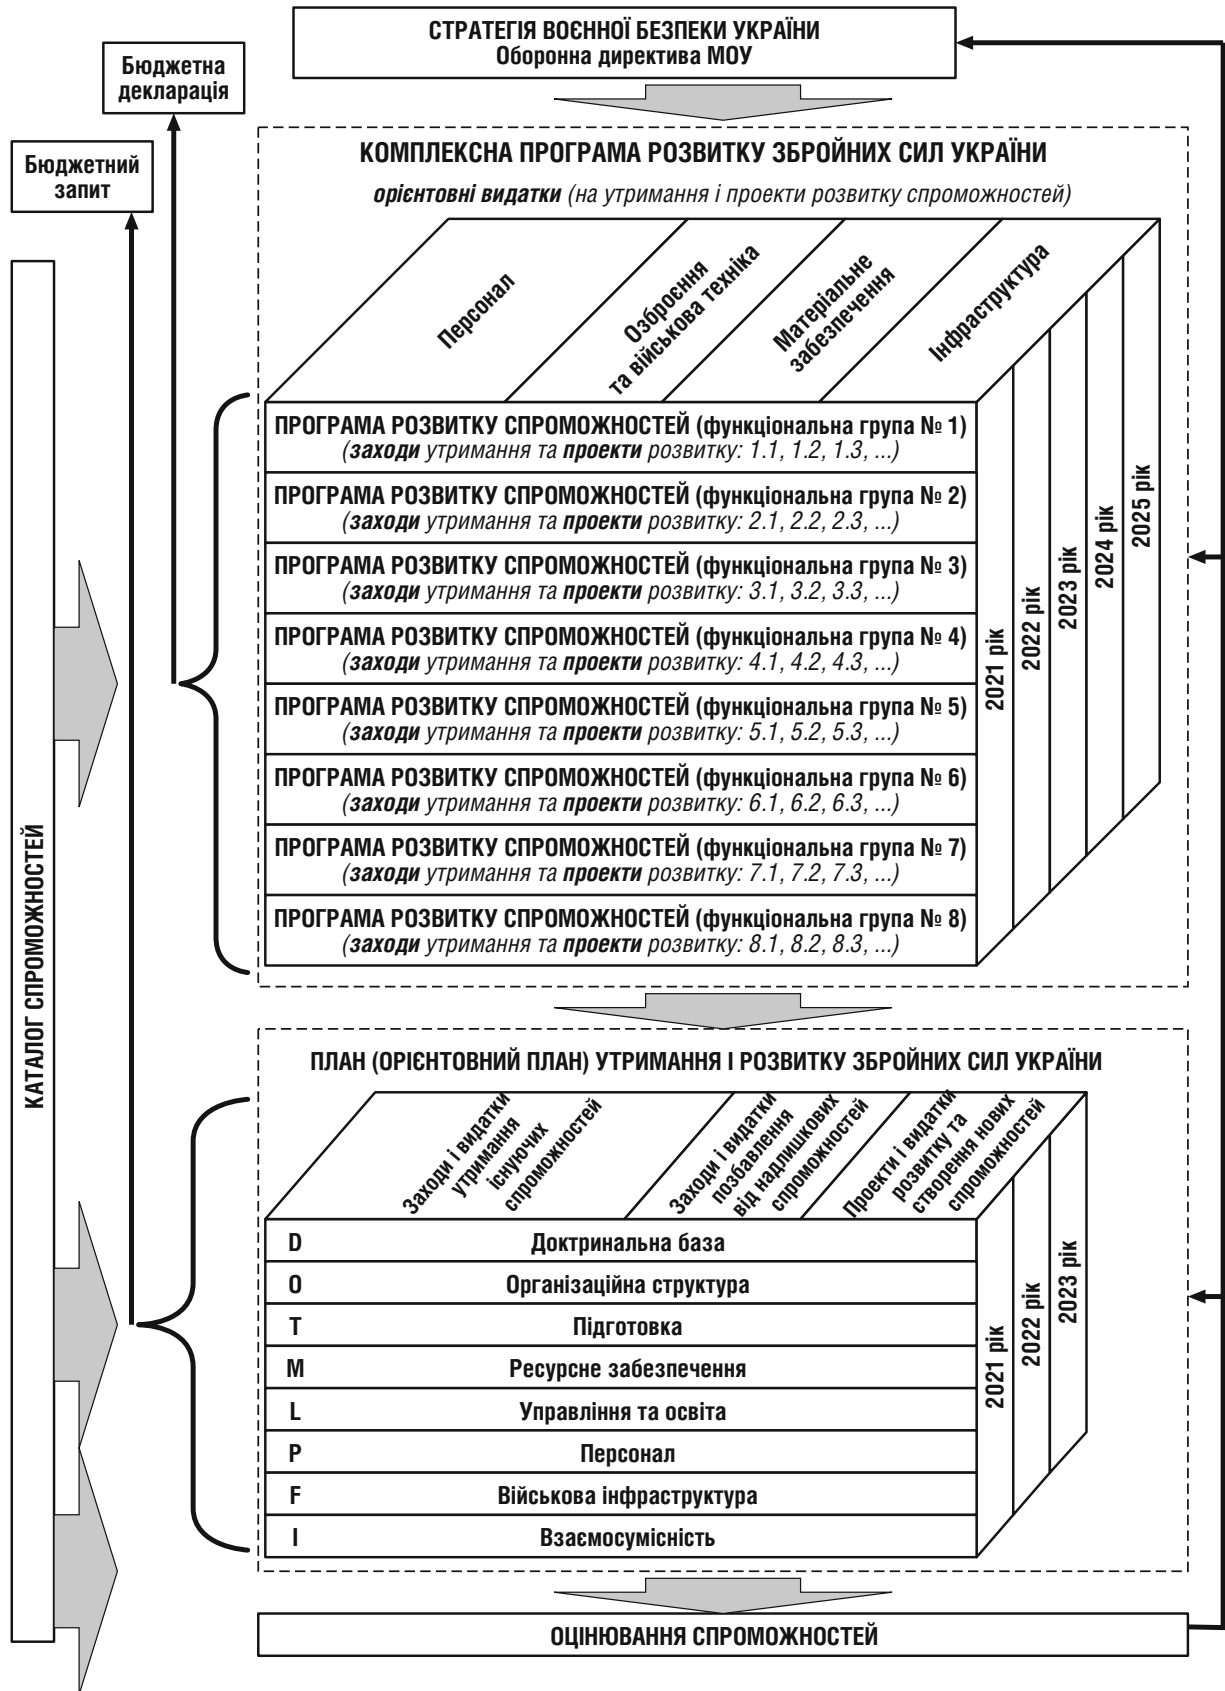 СТРАТЕГІЯ ВОЄННОЇ БЕЗПЕКИ УКРАЇНИ
Оборонна директива МОУ
Бюджетна
декларація
Бюджетний
запит
КАТАЛОГ СПРОМОЖНОСТЕЙ
КОМПЛЕКСНА ПРОГРАМА РОЗВИТКУ ЗБРОЙНИХ СИЛ УКРАЇНИ
орієнтовні видатки (на утримання і проекти розвитку спроможностей)
Персонал
Озброєння
та військова техніка
Матеріальне
забезпечення
Інфраструктура
ПРОГРАМА РОЗВИТКУ СПРОМОЖНОСТЕЙ (функціональна група № 1)
(заходи утримання та проекти розвитку: 1.1, 1.2, 1.3, ...)
ПРОГРАМА РОЗВИТКУ СПРОМОЖНОСТЕЙ (функціональна група № 2)
(заходи утримання та проекти розвитку: 2.1, 2.2, 2.3, ...)
ПРОГРАМА РОЗВИТКУ СПРОМОЖНОСТЕЙ (функціональна група № 3)
(заходи утримання та проекти розвитку: 3.1, 3.2, 3.3, ...)
ПРОГРАМА РОЗВИТКУ СПРОМОЖНОСТЕЙ (функціональна група № 4)
(заходи утримання та проекти розвитку: 4.1, 4.2, 4.3, ...)
ПРОГРАМА РОЗВИТКУ СПРОМОЖНОСТЕЙ (функціональна група № 5)
(заходи утримання та проекти розвитку: 5.1, 5.2, 5.3, ...)
ПРОГРАМА РОЗВИТКУ СПРОМОЖНОСТЕЙ (функціональна група № 6)
(заходи утримання та проекти розвитку: 6.1, 6.2, 6.3, ...)
ПРОГРАМА РОЗВИТКУ СПРОМОЖНОСТЕЙ (функціональна група № 7)
(заходи утримання та проекти розвитку: 7.1, 7.2, 7.3, ...)
ПРОГРАМА РОЗВИТКУ СПРОМОЖНОСТЕЙ (функціональна група № 8)
(заходи утримання та проекти розвитку: 8.1, 8.2, 8.3, ...)
2021 рік
2022 рік
2023 рік
2024 рік
2025 рік
ПЛАН (ОРІЄНТОВНИЙ ПЛАН) УТРИМАННЯ І РОЗВИТКУ ЗБРОЙНИХ СИЛ УКРАЇНИ
Заходи і видатки
утримання
існуючих
спроможностей
Заходи і видатки
позбавлення
від надлишкових
спроможностей
Проекти і видатки
розвитку та
створення нових
спроможностей
D Доктринальна база
O Організаційна структура
T Підготовка
M Ресурсне забезпечення
L Управління та освіта
P Персонал
F Військова інфраструктура
I Взаємосумісність
2021 рік
2022 рік
2023 рік
ОЦІНЮВАННЯ СПРОМОЖНОСТЕЙ